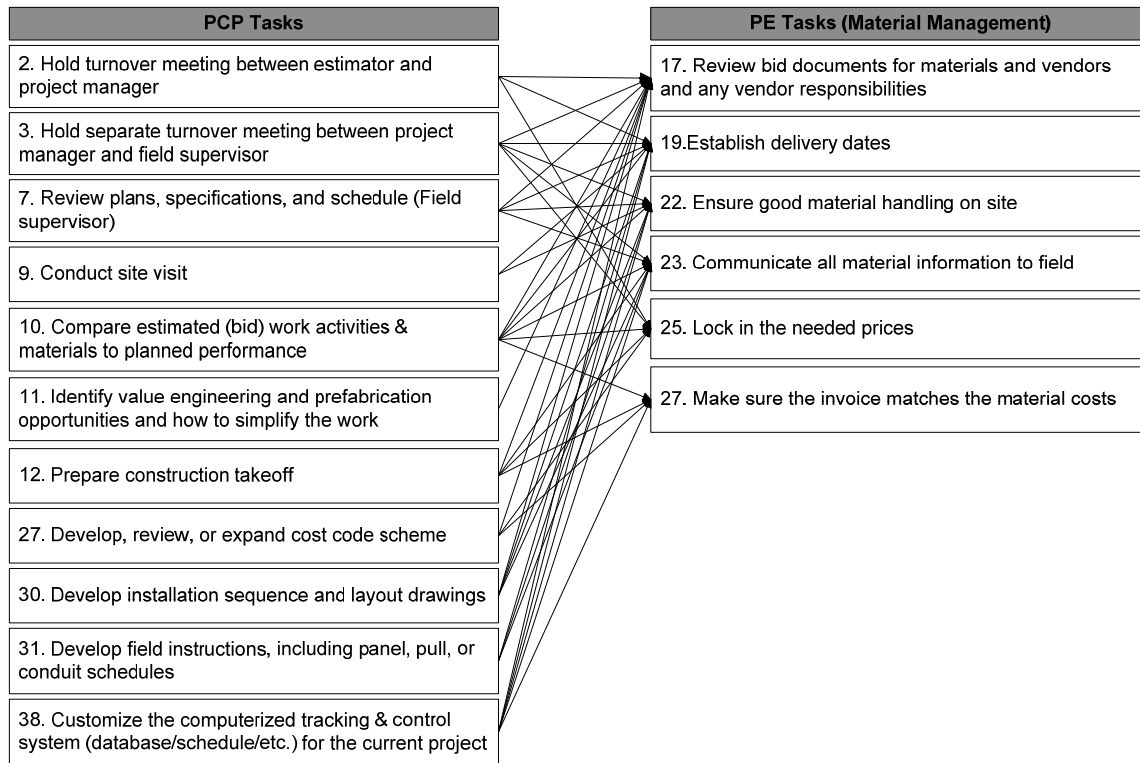 PCP Tasks
2. Hold turnover meeting between estimator and
project manager
3. Hold separate turnover meeting between project
manager and field supervisor
7. Review plans, specifications, and schedule (Field
supervisor)
9. Conduct site visit
10. Compare estimated (bid) work activities &
materials to planned performance
11. Identify value engineering and prefabrication
opportunities and how to simplify the work
12. Prepare construction takeoff
27. Develop, review, or expand cost code scheme
30. Develop installation sequence and layout drawings
31. Develop field instructions, including panel, pull, or
conduit schedules
38. Customize the computerized tracking & control
system (database/schedule/etc.) for the current project
PE Tasks (Material Management)
17. Review bid documents for materials and vendors
and any vendor responsibilities
19.Establish delivery dates
22. Ensure good material handling on site
23. Communicate all material information to field
25. Lock in the needed prices
27. Make sure the invoice matches the material costs